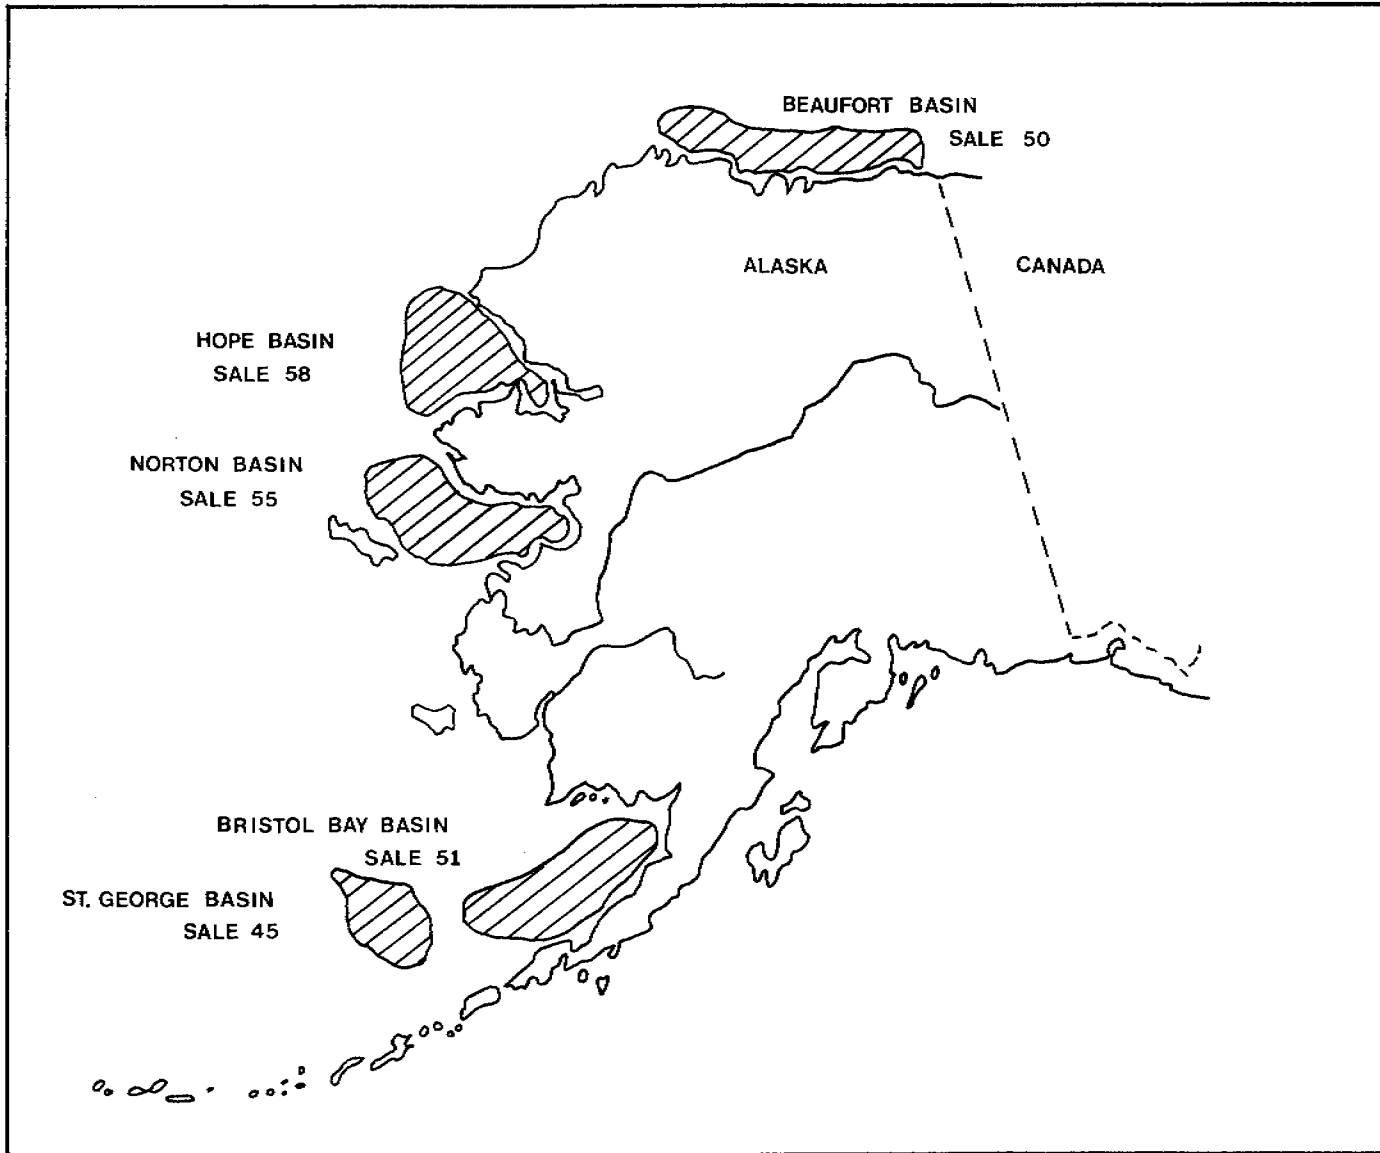 BEAUFORT BASIN
SALE 50
ALASKA
CANADA
HOPE BASIN
SALE 58
NORTON BASIN
SALE 55
BRISTOL BAY BASIN
SALE 51
ST. GEORGE BASIN
SALE 45